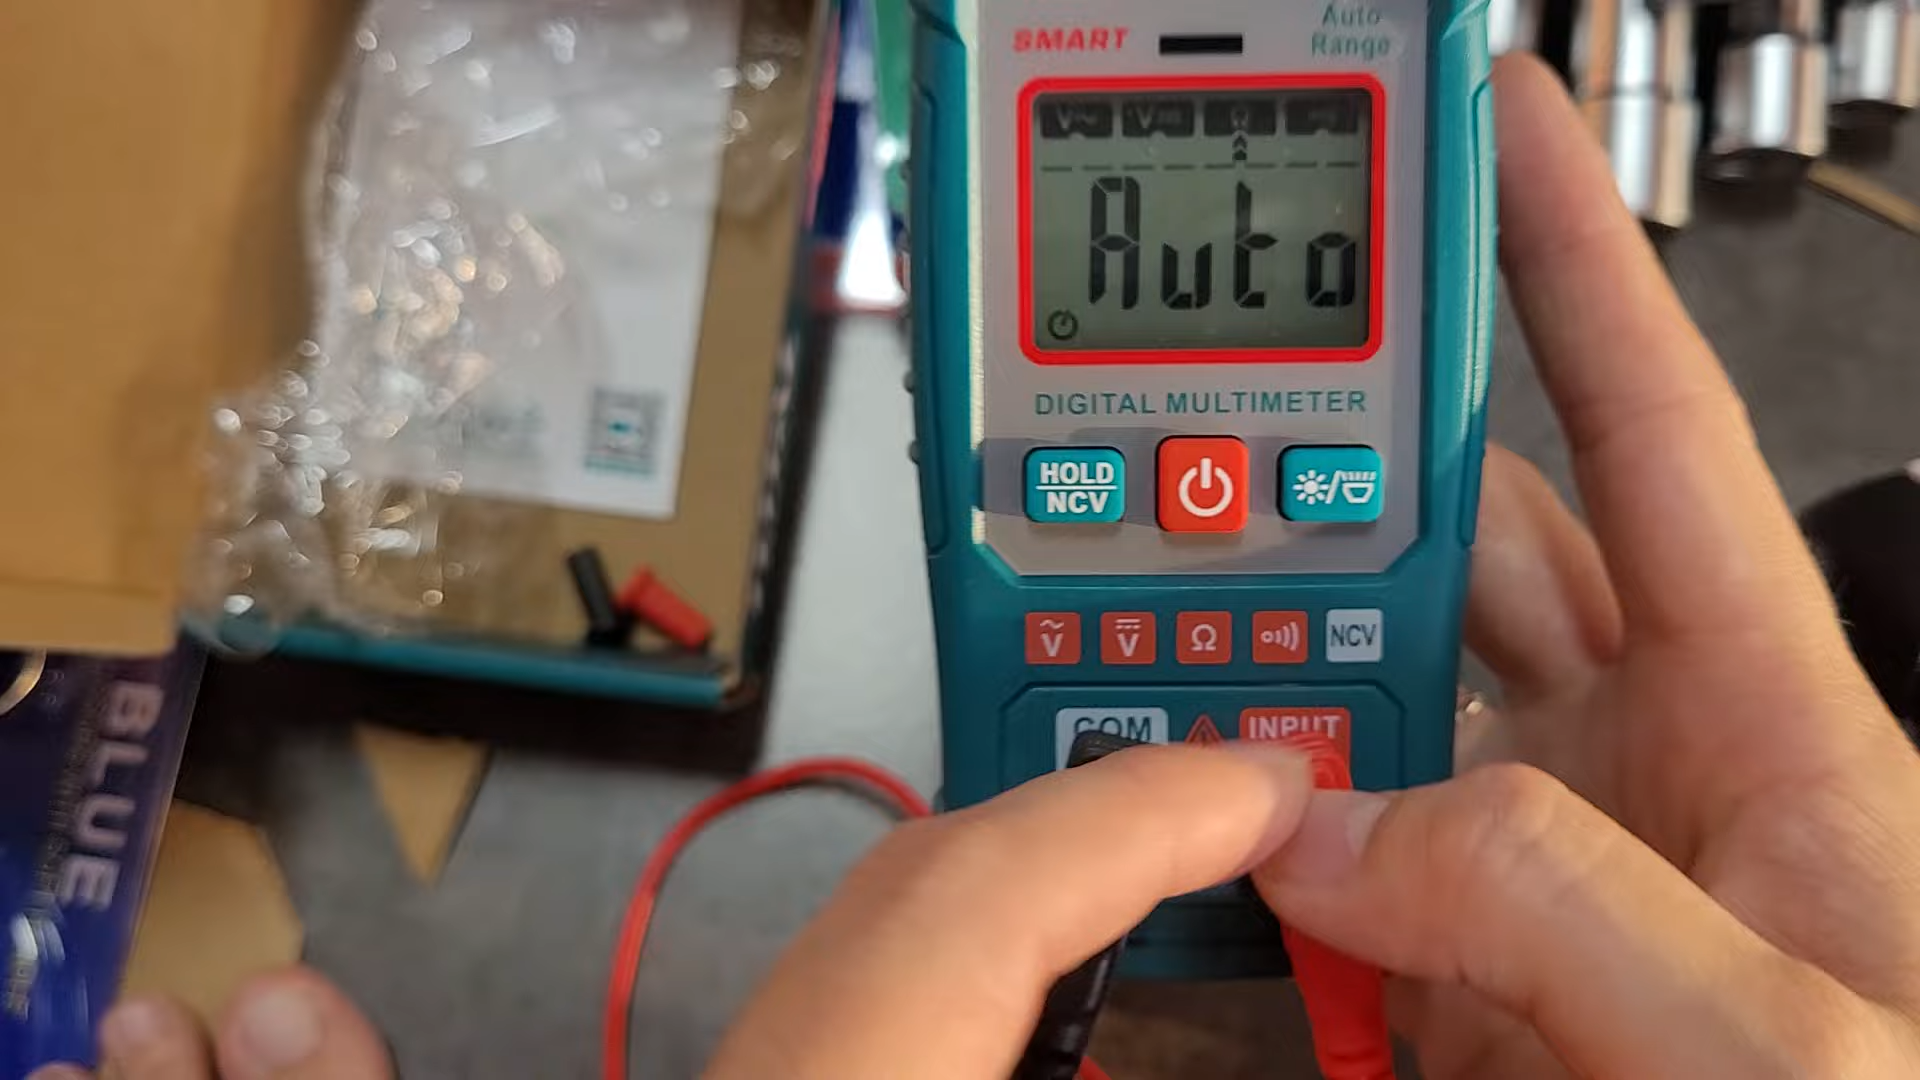 SMART
Auto
Range
Auto
DIGITAL MULTIMETER
HOLD
NCV
Ṽ
V
Ω
NCV
COM
INPUT
BLUE